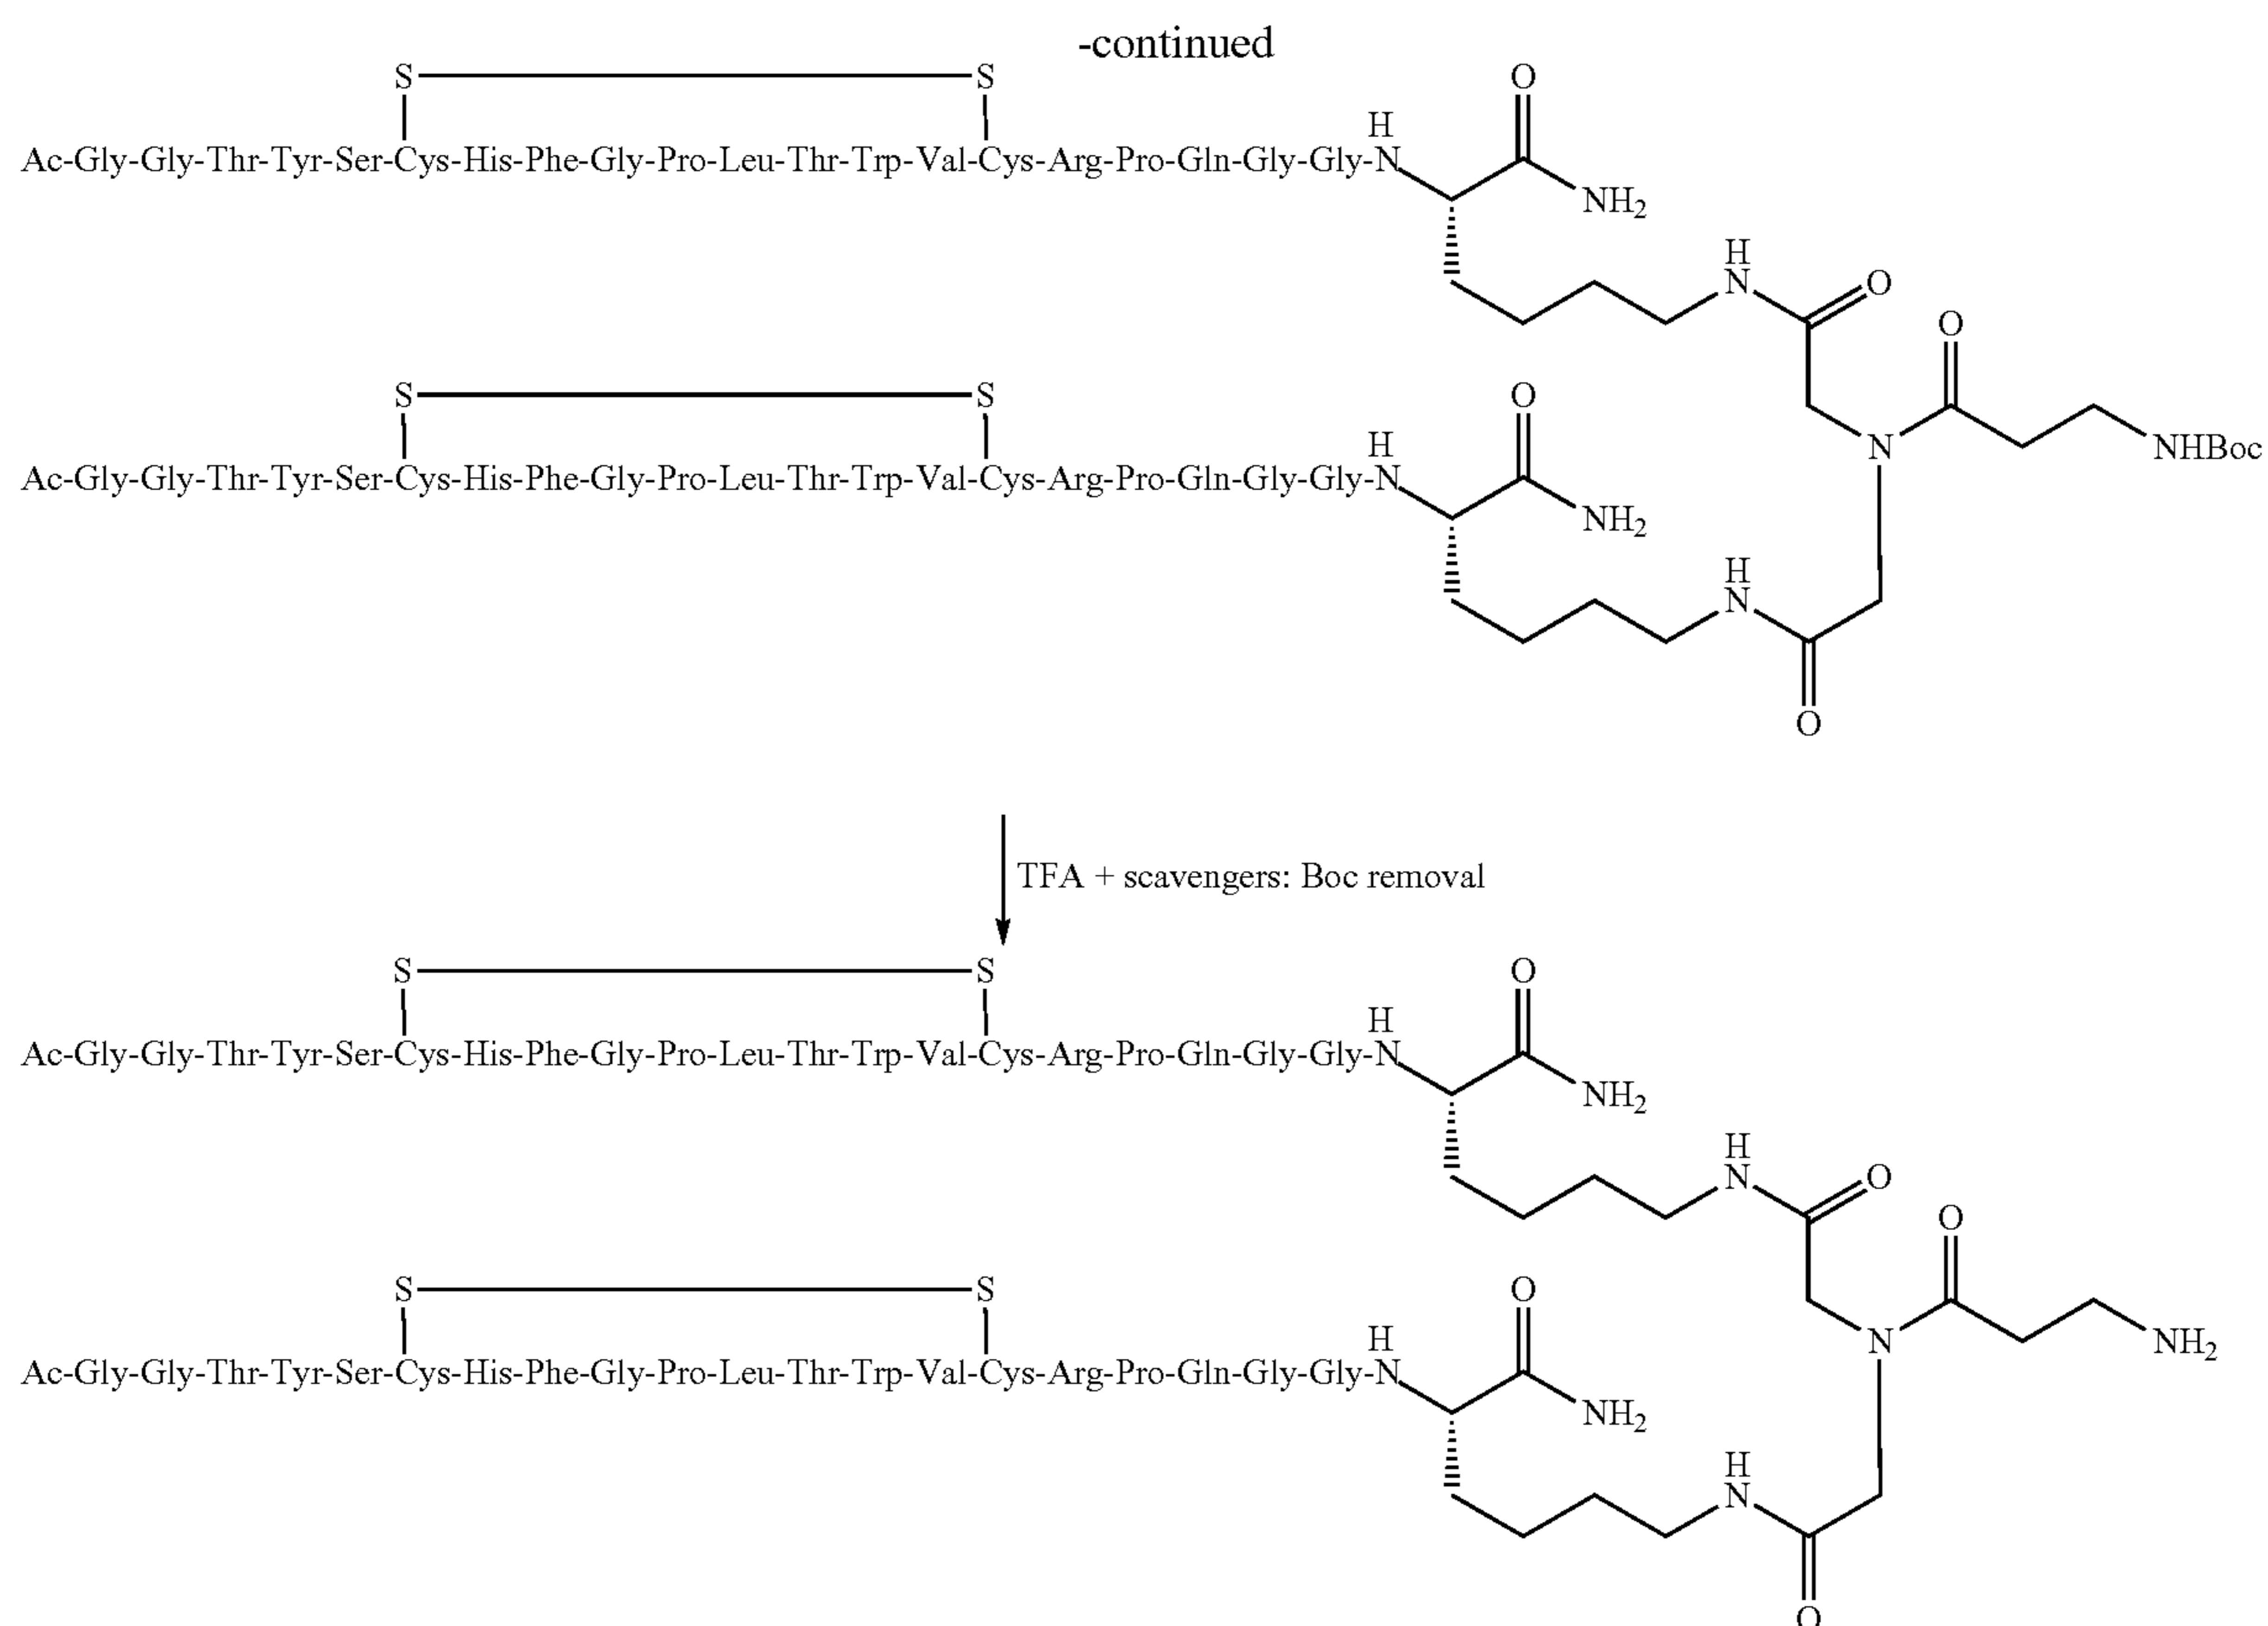 -continued
S S O
H
Ac-Gly-Gly-Thr-Tyr-Ser-Cys-His-Phe-Gly-Pro-Leu-Thr-Trp-Val-Cys-Arg-Pro-Gln-Gly-Gly-N
NH2
H
N O
O
S S O
H
N NHBoc
Ac-Gly-Gly-Thr-Tyr-Ser-Cys-His-Phe-Gly-Pro-Leu-Thr-Trp-Val-Cys-Arg-Pro-Gln-Gly-Gly-N
NH2
H
N
O
TFA + scavengers: Boc removal
S S O
H
Ac-Gly-Gly-Thr-Tyr-Ser-Cys-His-Phe-Gly-Pro-Leu-Thr-Trp-Val-Cys-Arg-Pro-Gln-Gly-Gly-N
NH2
H
N O
O
S S O
H
N NH2
Ac-Gly-Gly-Thr-Tyr-Ser-Cys-His-Phe-Gly-Pro-Leu-Thr-Trp-Val-Cys-Arg-Pro-Gln-Gly-Gly-N
NH2
H
N
O